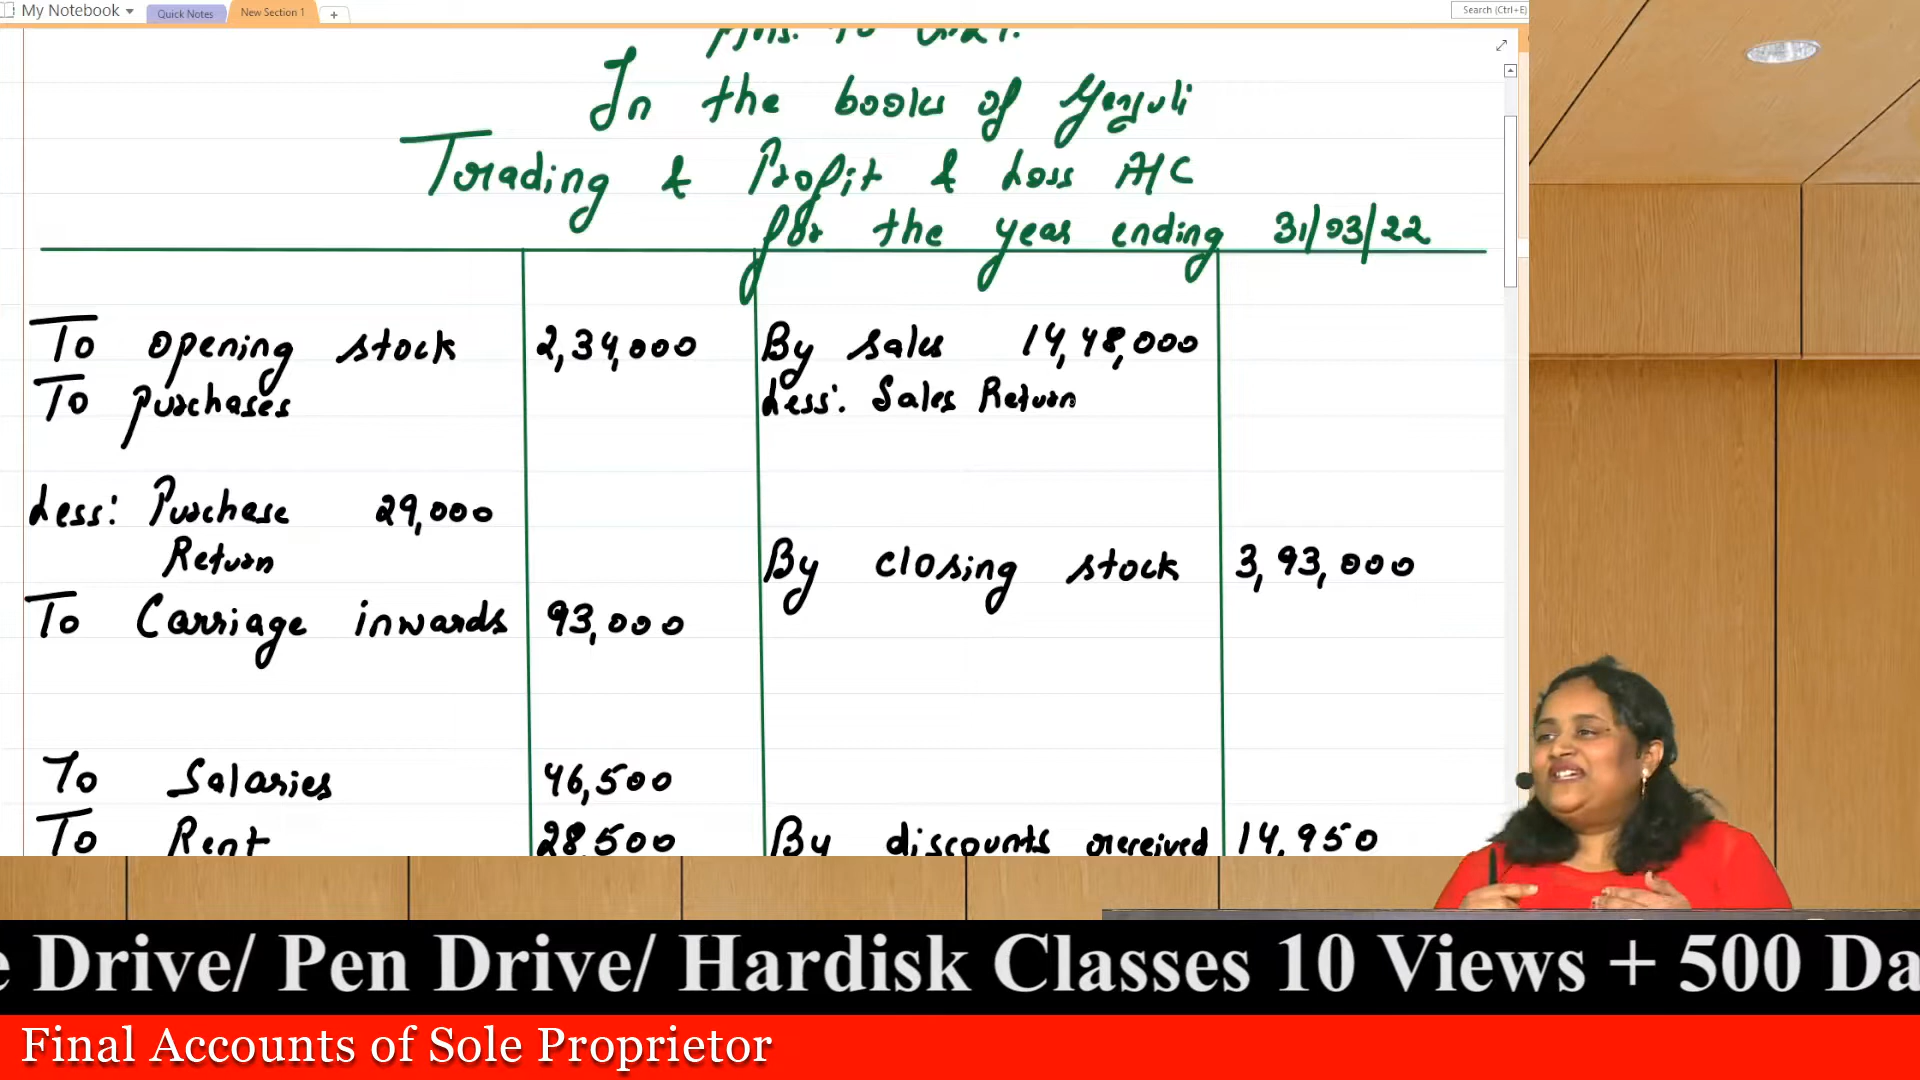 My Notebook
Quick Notes
New Section 1
+
Search (Ctrl+E)
In the books of
Trading & Profit & Loss A/C
for the year ending 31/03/22
To opening stock 2,34,000 By sales 14,48,000
To Purchases Less: Sales Return
Less: Purchase 29,000
Return
By closing stock 3,93,000
To Carriage inwards 93,000
To Salaries 46,500
To Rent 28,500 By discounts received 14,950
Drive/ Pen Drive/ Hardisk Classes 10 Views + 500 Da
Final Accounts of Sole Proprietor